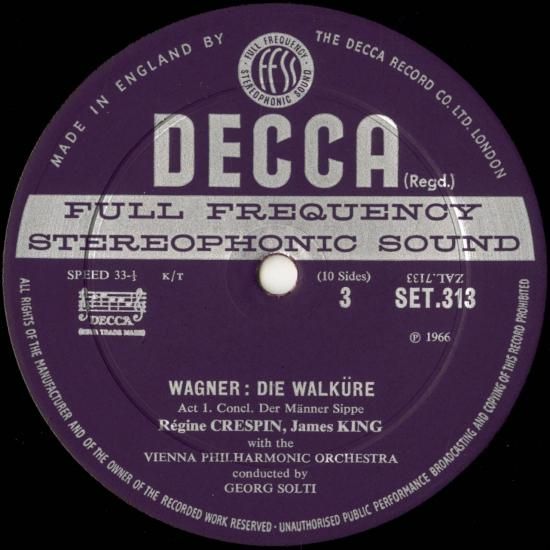 MADE IN ENGLAND BY
THE DECCA RECORD CO. LTD. LONDON
FULL FREQUENCY
ffss
STEREOPHONIC SOUND
DECCA
(Regd.)
FULL FREQUENCY
STEREOPHONIC SOUND
SPEED 33-⅓ K/T
(10 Sides)
ZAL.7133
3
SET.313
DECCA
(REGD. TRADE MARK)
℗ 1966
WAGNER: DIE WALKÜRE
Act 1. Concl. Der Männer Sippe
Régine CRESPIN, James KING
with the
VIENNA PHILHARMONIC ORCHESTRA
conducted by
GEORG SOLTI
ALL RIGHTS OF THE MANUFACTURER AND OF THE OWNER OF THE RECORDED WORK RESERVED · UNAUTHORISED PUBLIC PERFORMANCE BROADCASTING AND COPYING OF THIS RECORD PROHIBITED